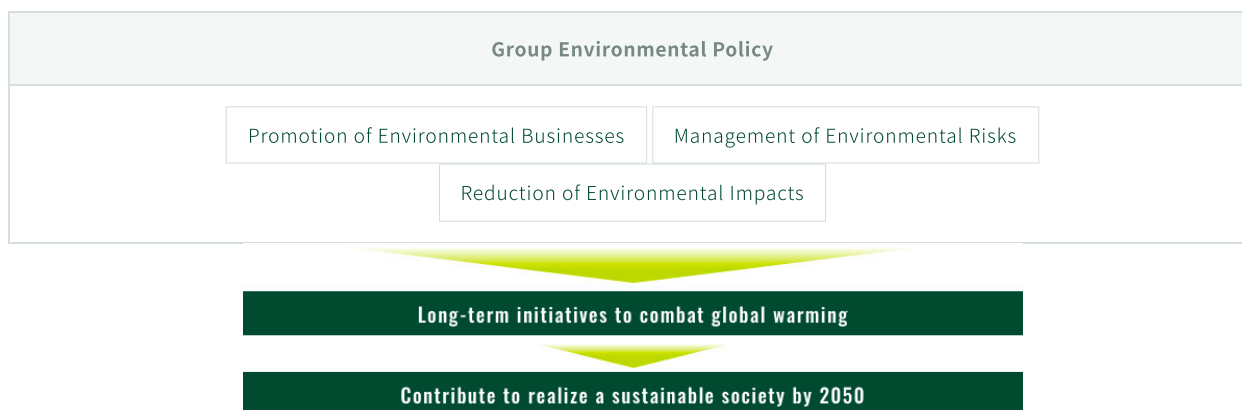 Group Environmental Policy
Promotion of Environmental Businesses
Management of Environmental Risks
Reduction of Environmental Impacts
Long-term initiatives to combat global warming
Contribute to realize a sustainable society by 2050